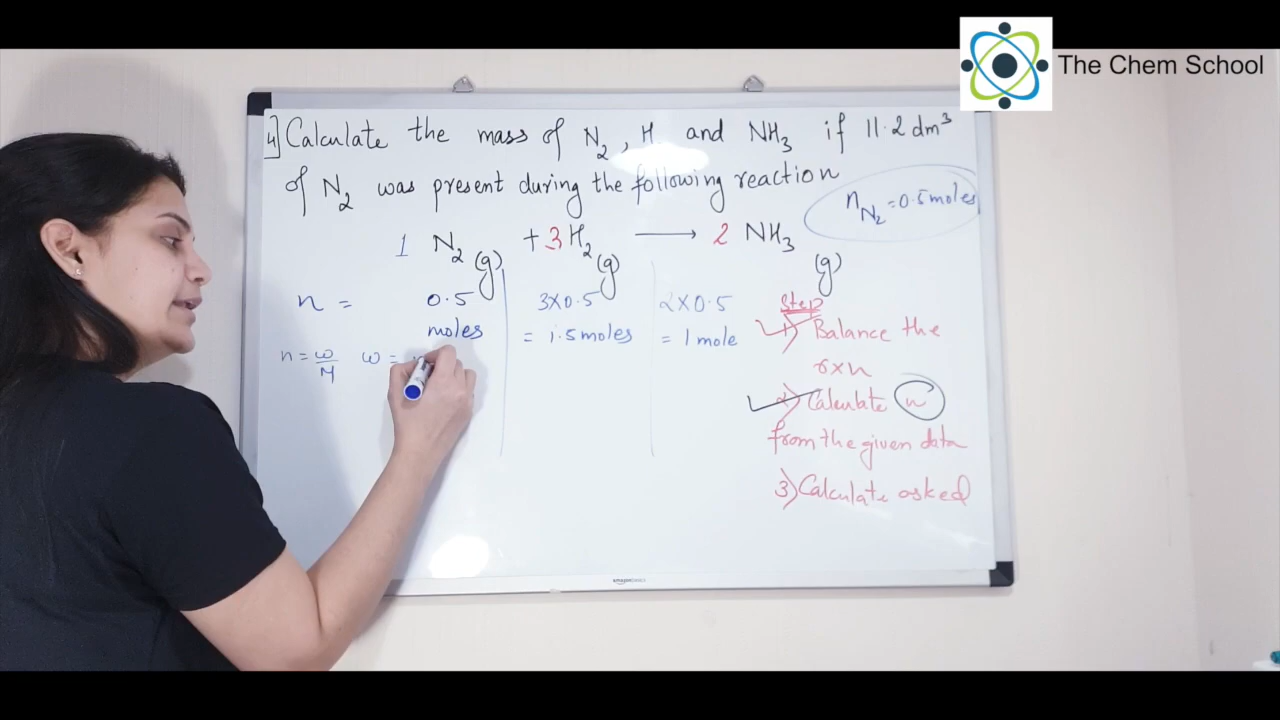 The Chem School
4] Calculate the mass of N₂, H and NH₃ if 11.2 dm³
of N₂ was present during the following reaction
n N₂ = 0.5 moles
1 N₂ (g) + 3 H₂ (g) → 2 NH₃ (g)
n = 0.5 moles
3×0.5 = 1.5 moles
2×0.5 = 1 mole
n = w/M w =
Step
1) Balance the
rxn
2) Calculate n
from the given data
3) Calculate asked